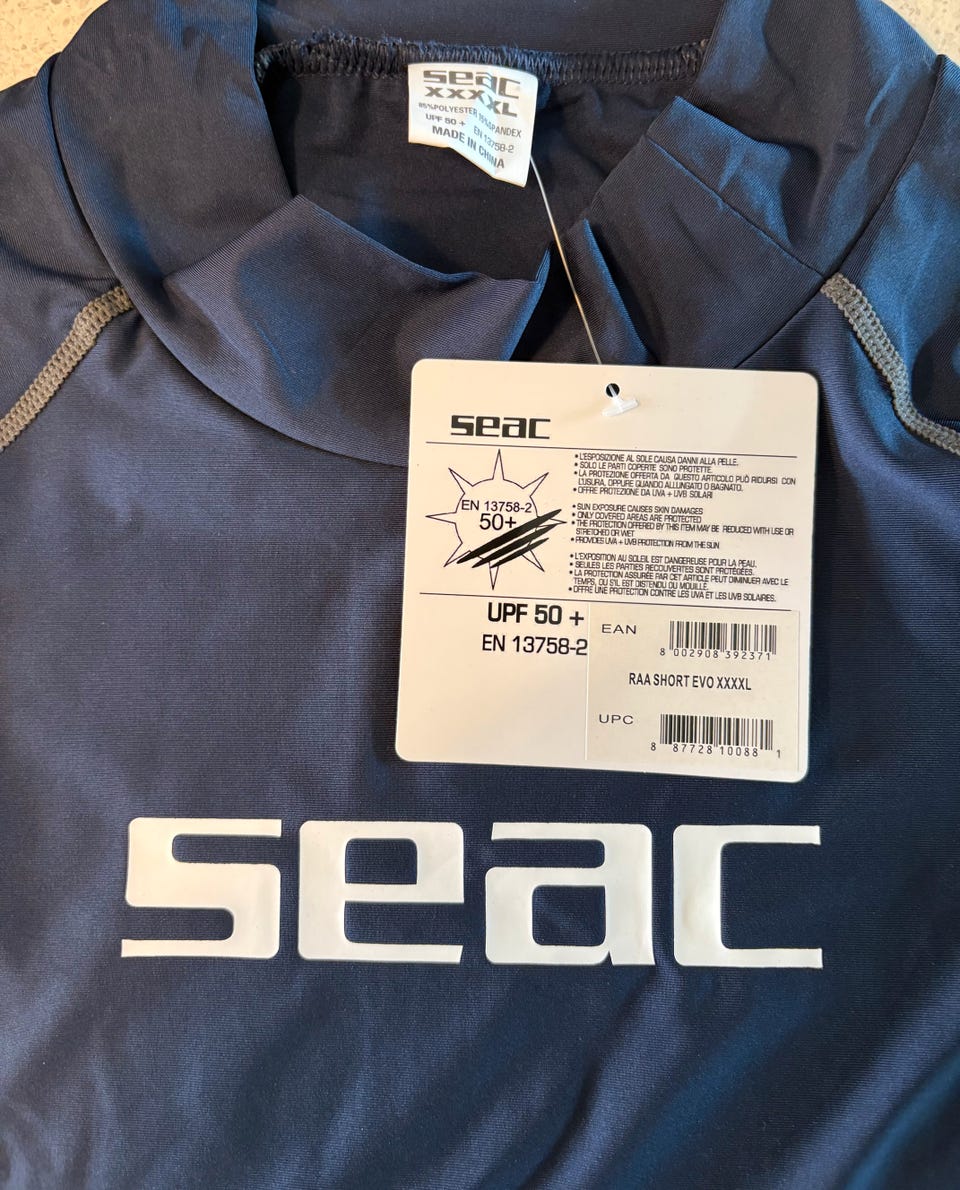 seac
XXXXL
85%POLYESTER 15%SPANDEX
UPF 50 + EN 13758-2
MADE IN CHINA
seac
EN 13758-2
50+
• L'ESPOSIZIONE AL SOLE CAUSA DANNI ALLA PELLE.
• SOLO LE PARTI COPERTE SONO PROTETTE.
• LA PROTEZIONE OFFERTA DA QUESTO ARTICOLO PUÒ RIDURSI CON
L'USURA, OPPURE QUANDO ALLUNGATO O BAGNATO.
• OFFRE PROTEZIONE DA UVA + UVB SOLARI
• SUN EXPOSURE CAUSES SKIN DAMAGES
• ONLY COVERED AREAS ARE PROTECTED
• THE PROTECTION OFFERED BY THIS ITEM MAY BE REDUCED WITH USE OR
STRETCHED OR WET
• PROVIDES UVA + UVB PROTECTION FROM THE SUN
• L'EXPOSITION AU SOLEIL EST DANGEREUSE POUR LA PEAU.
• SEULES LES PARTIES RECOUVERTES SONT PROTÉGÉES.
• LA PROTECTION ASSURÉE PAR CET ARTICLE PEUT DIMINUER AVEC LE
TEMPS, OU S'IL EST DISTENDU OU MOUILLÉ.
• OFFRE UNE PROTECTION CONTRE LES UVA ET LES UVB SOLAIRES.
UPF 50 +
EN 13758-2
EAN
8 002908 392371
RAA SHORT EVO XXXXL
UPC
8 87728 10088 1
seac